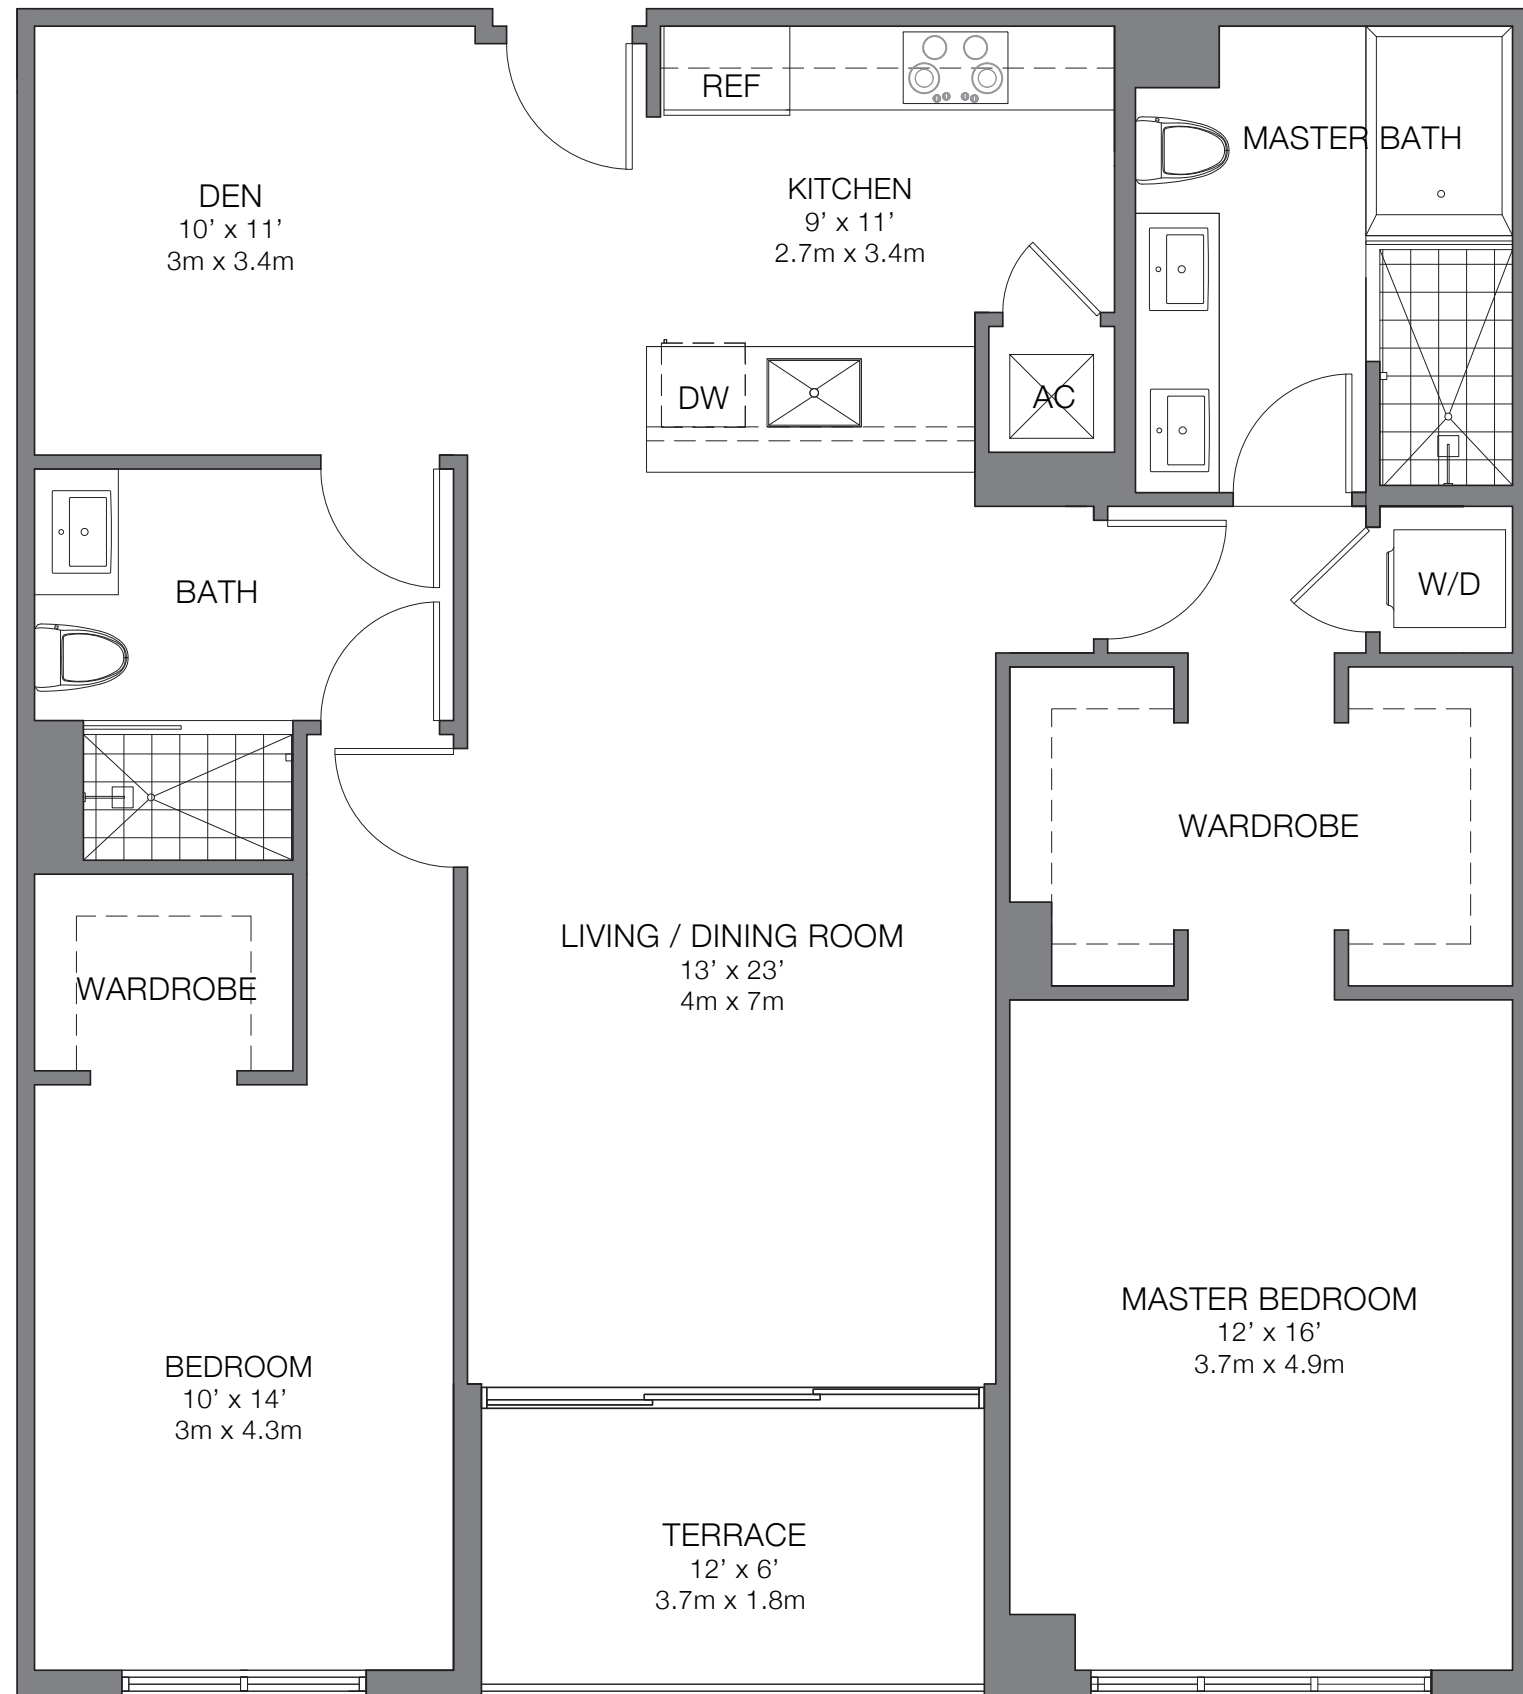 DEN
10’ x 11’
3m x 3.4m
REF
KITCHEN
9’ x 11’
2.7m x 3.4m
MASTER BATH
DW
AC
BATH
W/D
WARDROBE
LIVING / DINING ROOM
13’ x 23’
4m x 7m
WARDROBE
MASTER BEDROOM
12’ x 16’
3.7m x 4.9m
BEDROOM
10’ x 14’
3m x 4.3m
TERRACE
12’ x 6’
3.7m x 1.8m